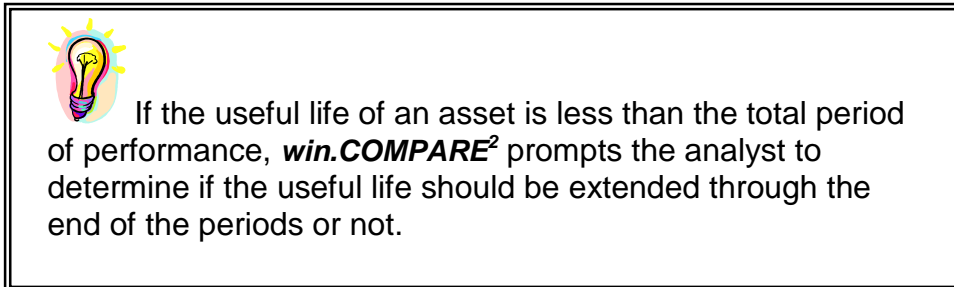 If the useful life of an asset is less than the total period
of performance, win.COMPARE² prompts the analyst to
determine if the useful life should be extended through the
end of the periods or not.